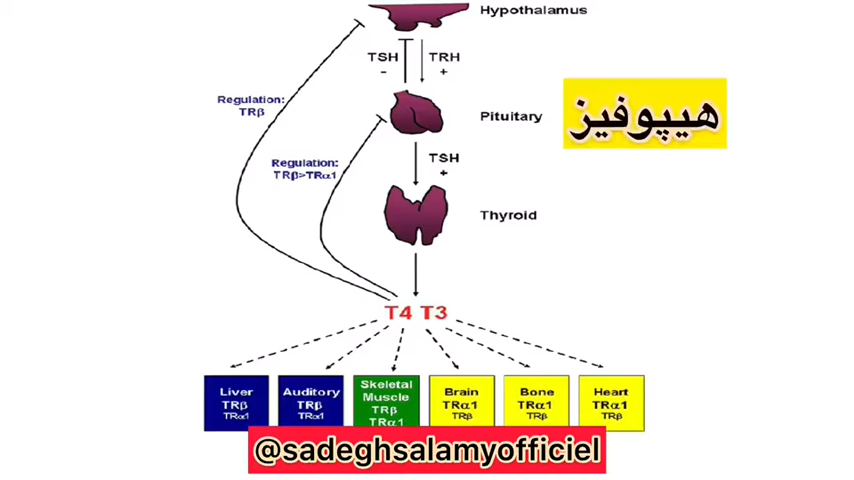 Hypothalamus
TSH
-
TRH
+
Regulation:
TRβ
Pituitary
هیپوفیز
Regulation:
TRβ>TRα1
TSH
+
Thyroid
T4 T3
Liver
TRβ
TRα1
Auditory
TRβ
TRα1
Skeletal
Muscle
TRβ
TRα1
Brain
TRα1
TRβ
Bone
TRα1
TRβ
Heart
TRα1
TRβ
@sadeghsalamyofficiel